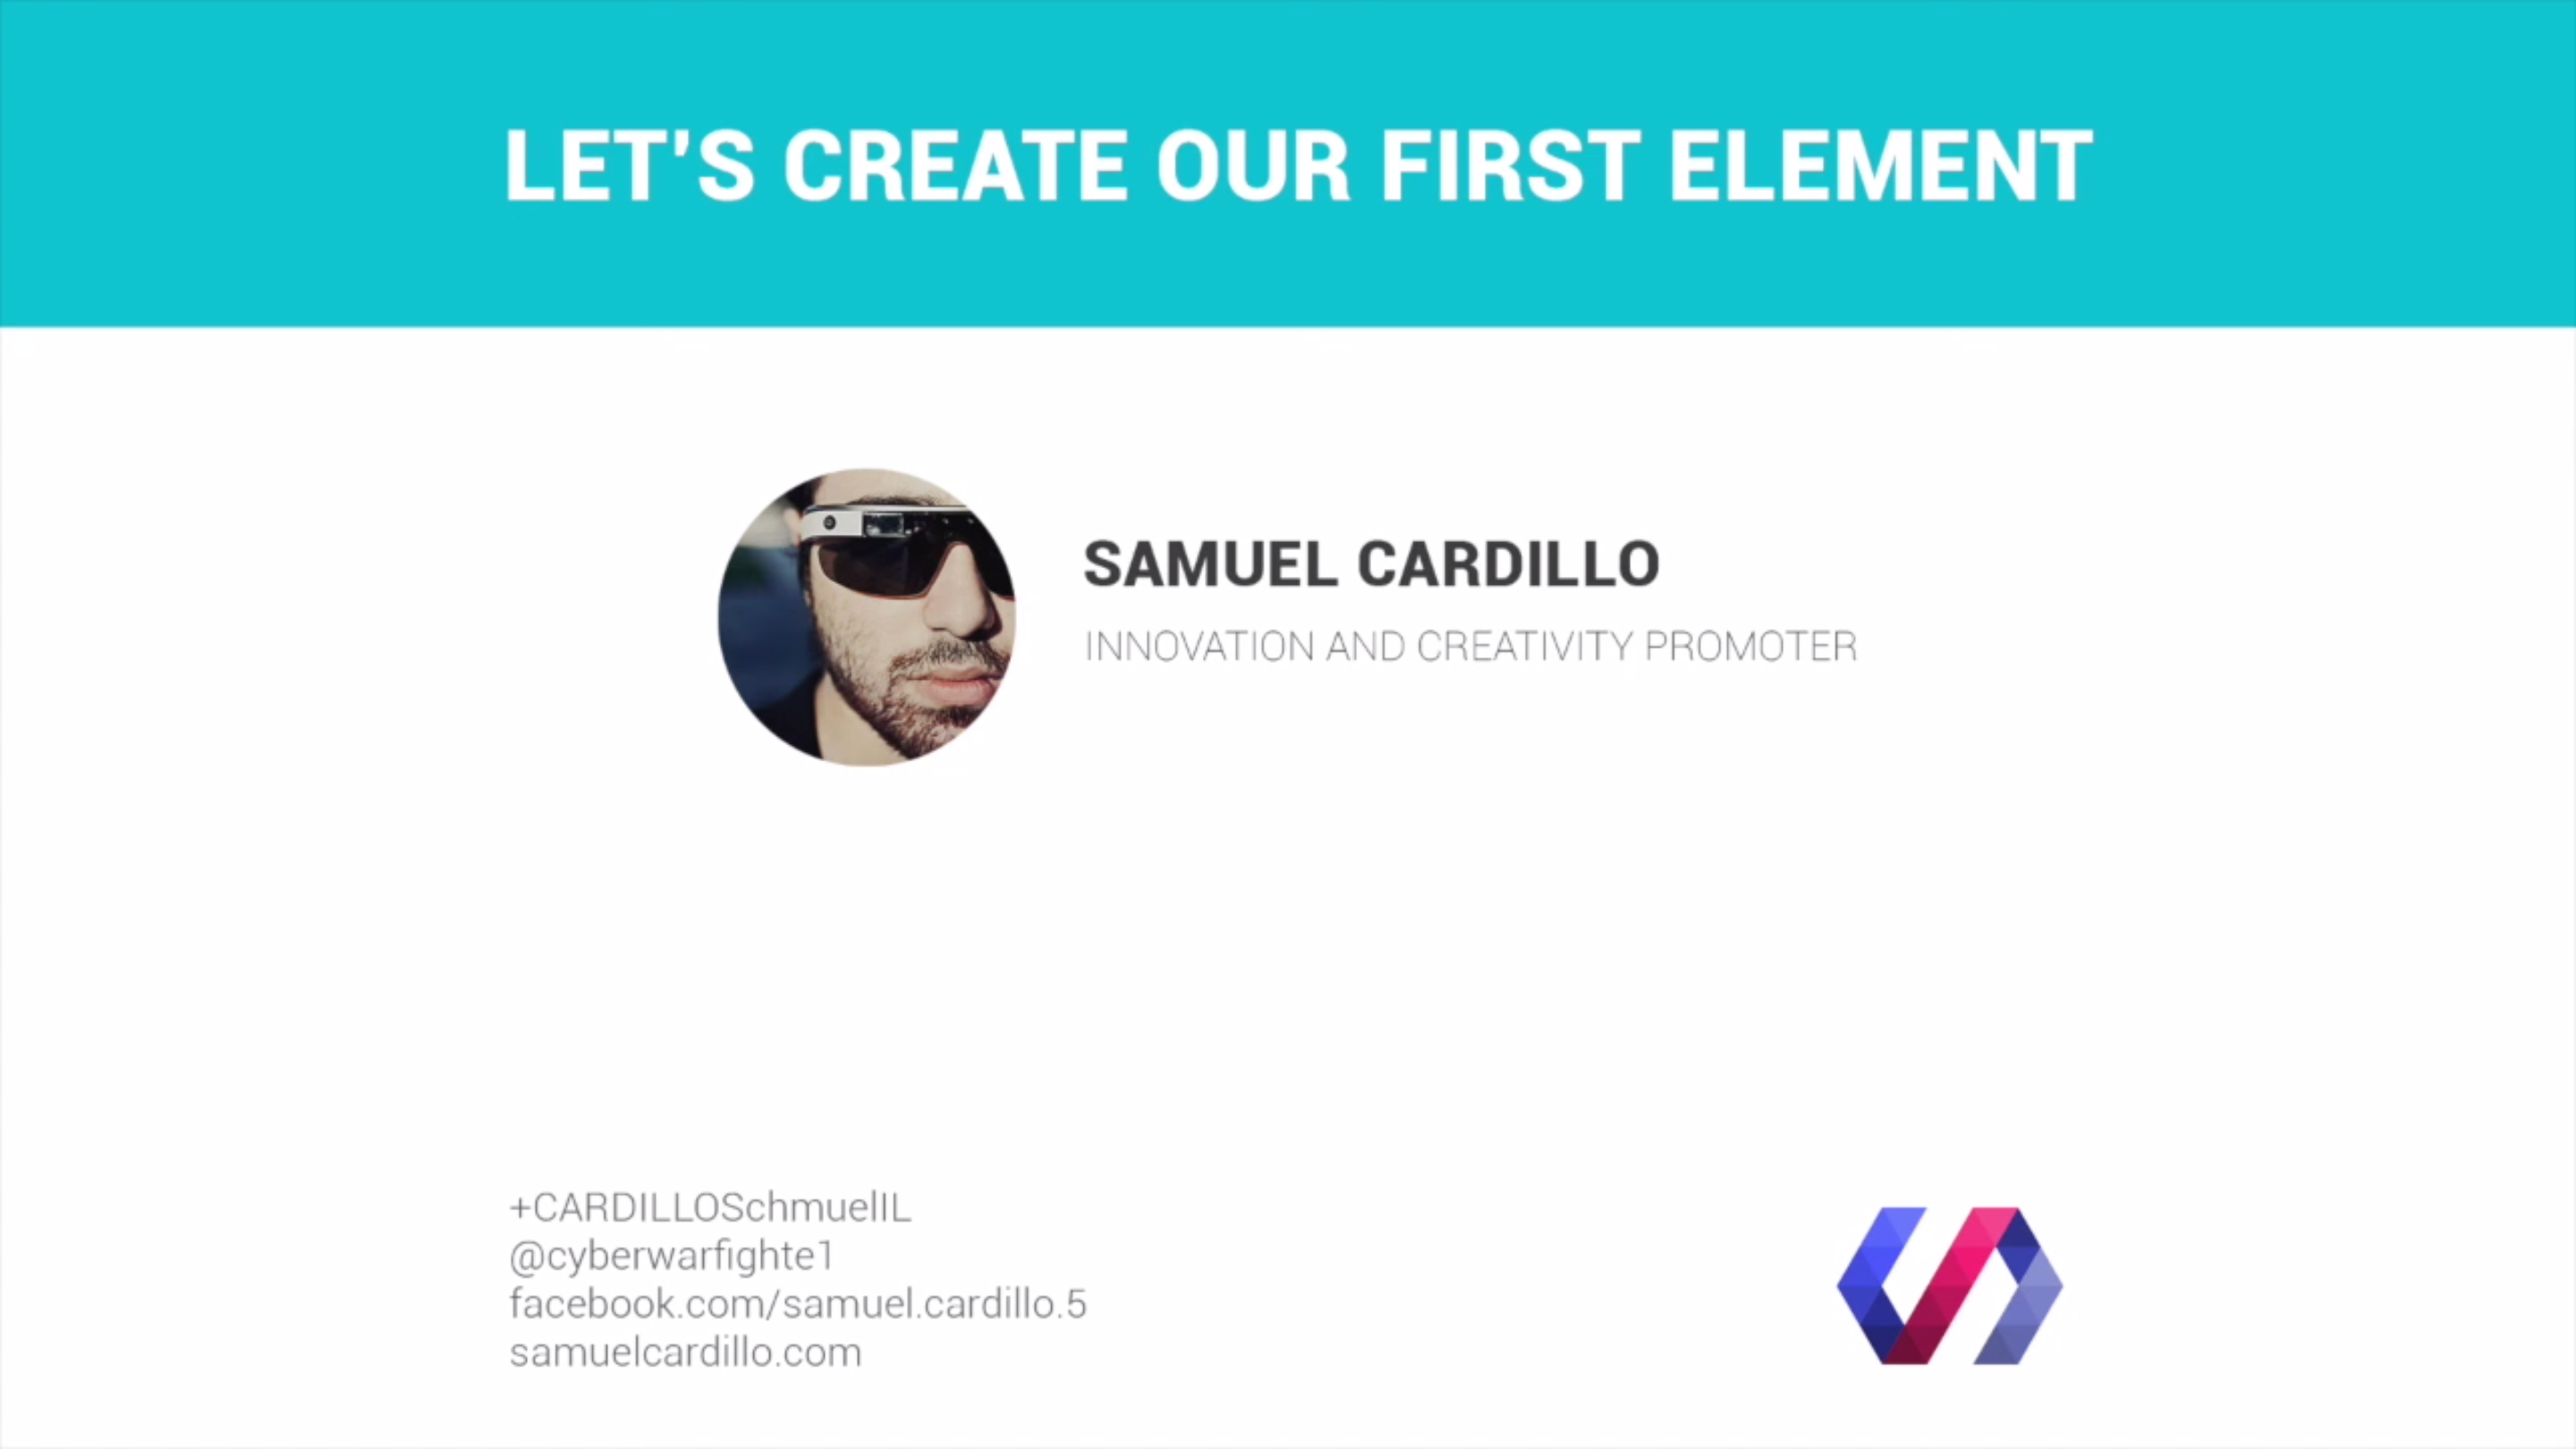 LET'S CREATE OUR FIRST ELEMENT
SAMUEL CARDILLO
INNOVATION AND CREATIVITY PROMOTER
+CARDILLOSchmuelIL
@cyberwarfighte1
facebook.com/samuel.cardillo.5
samuelcardillo.com